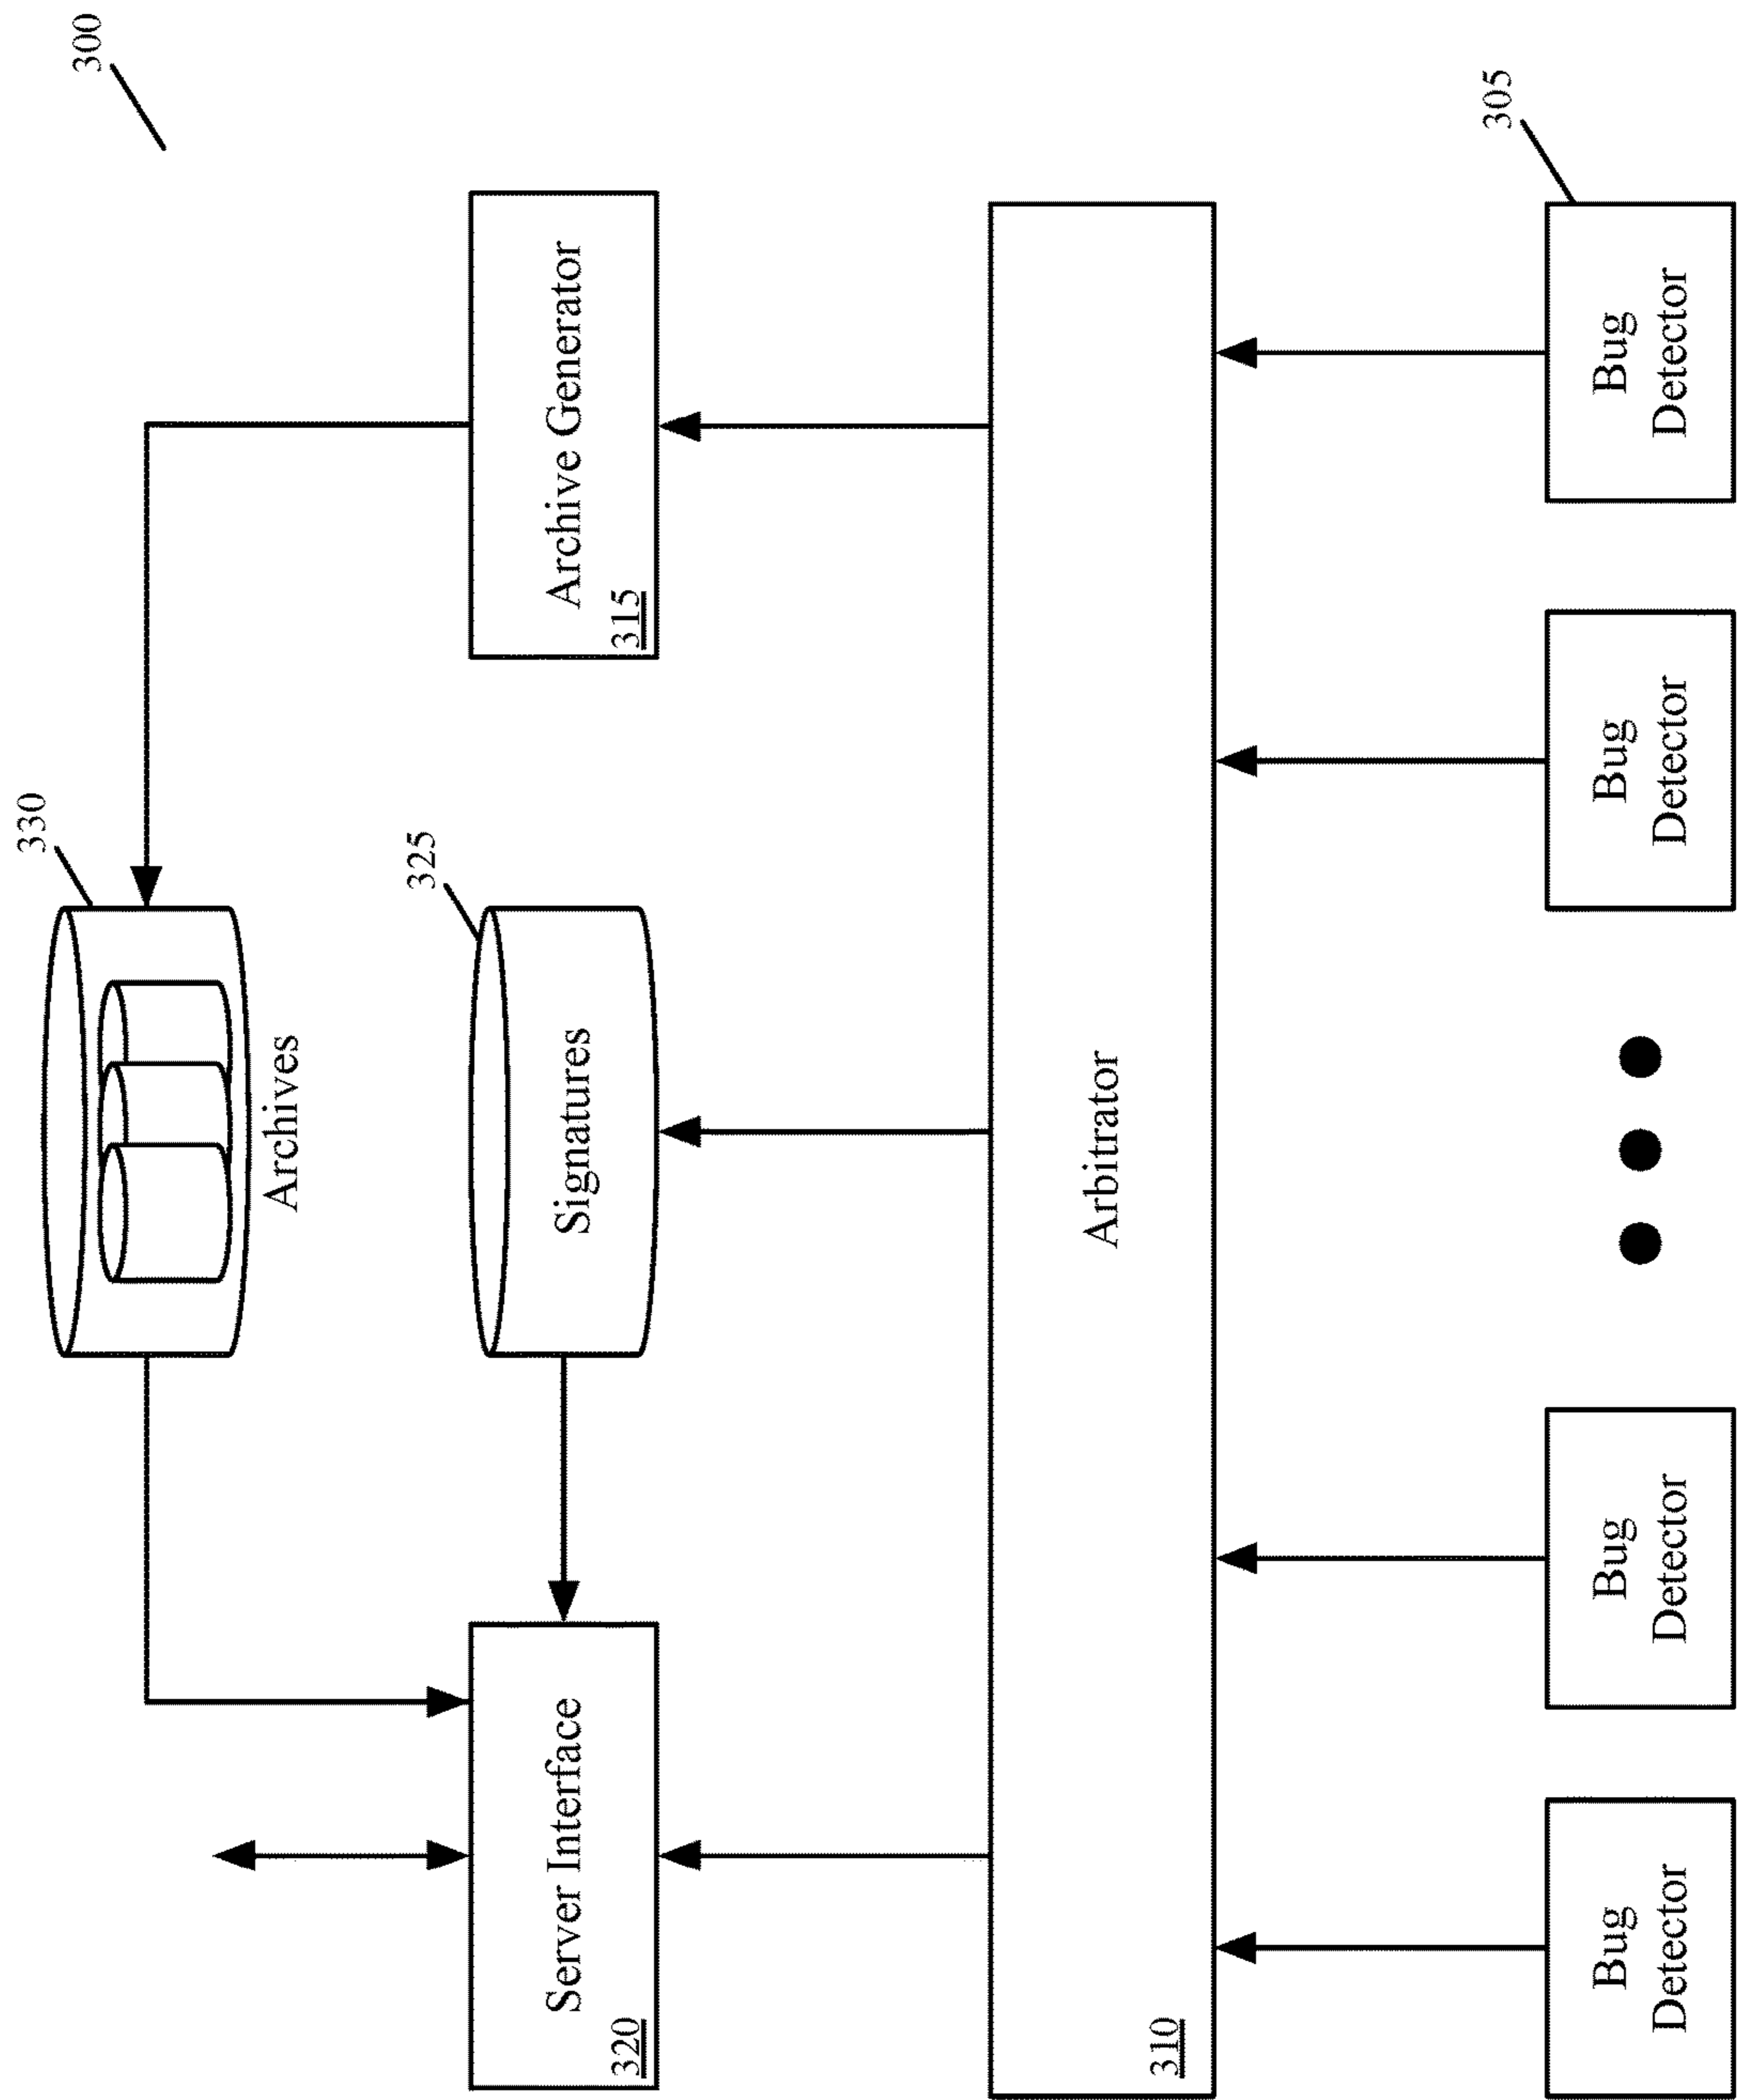 300
330
Archives
325
Signatures
Server Interface
320
Archive Generator
315
Arbitrator
310
305
Bug
Detector
Bug
Detector
Bug
Detector
Bug
Detector